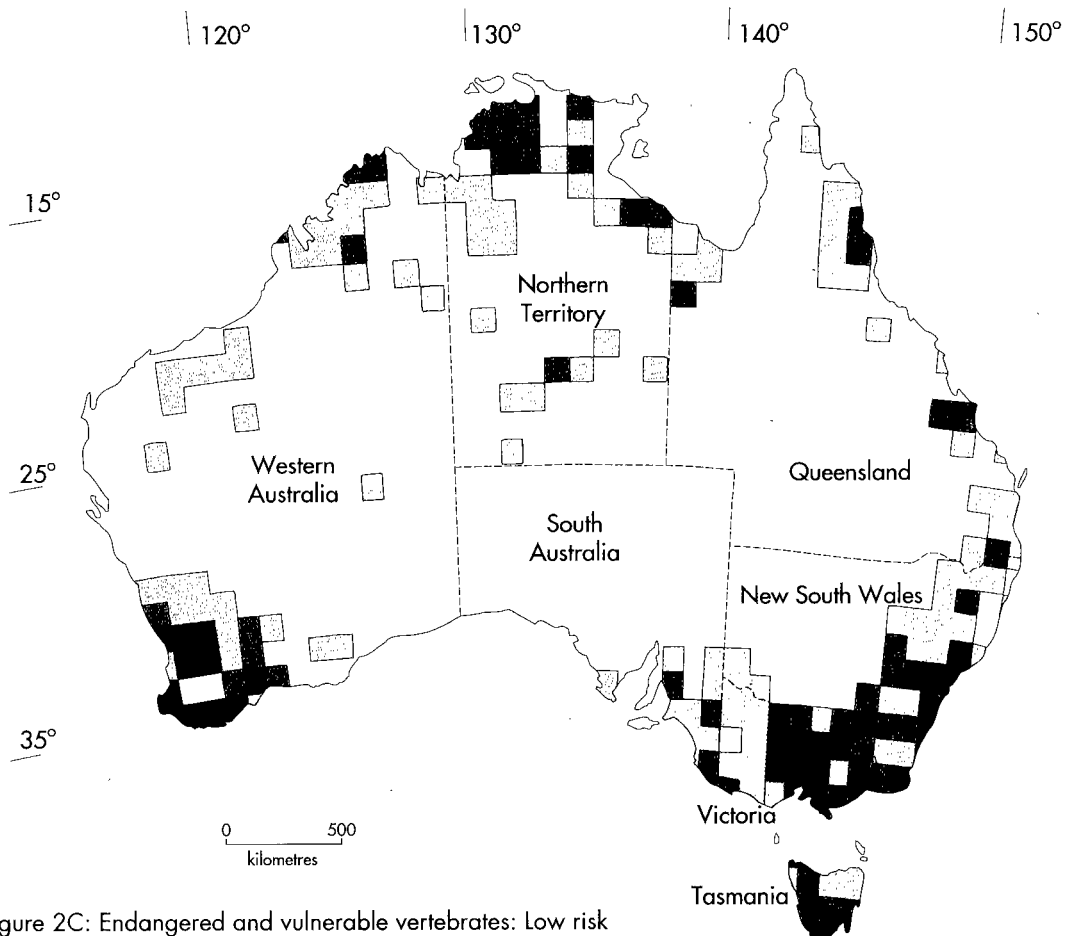 120°
130°
140°
150°
15°
Northern
Territory
25°
Western
Australia
Queensland
South
Australia
New South Wales
35°
Victoria
0 500
kilometres
Tasmania
gure 2C: Endangered and vulnerable vertebrates: Low risk